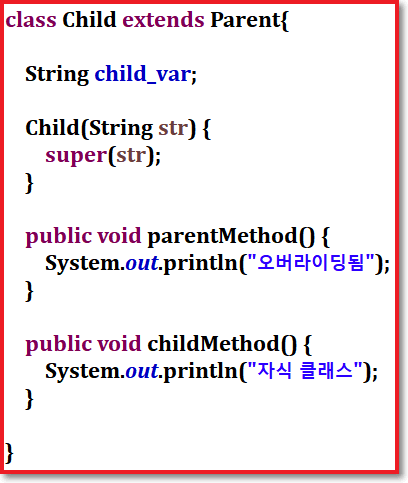 class Child extends Parent{
String child_var;
Child(String str) {
super(str);
}
public void parentMethod() {
System.out.println("오버라이딩됨");
}
public void childMethod() {
System.out.println("자식 클래스");
}
}